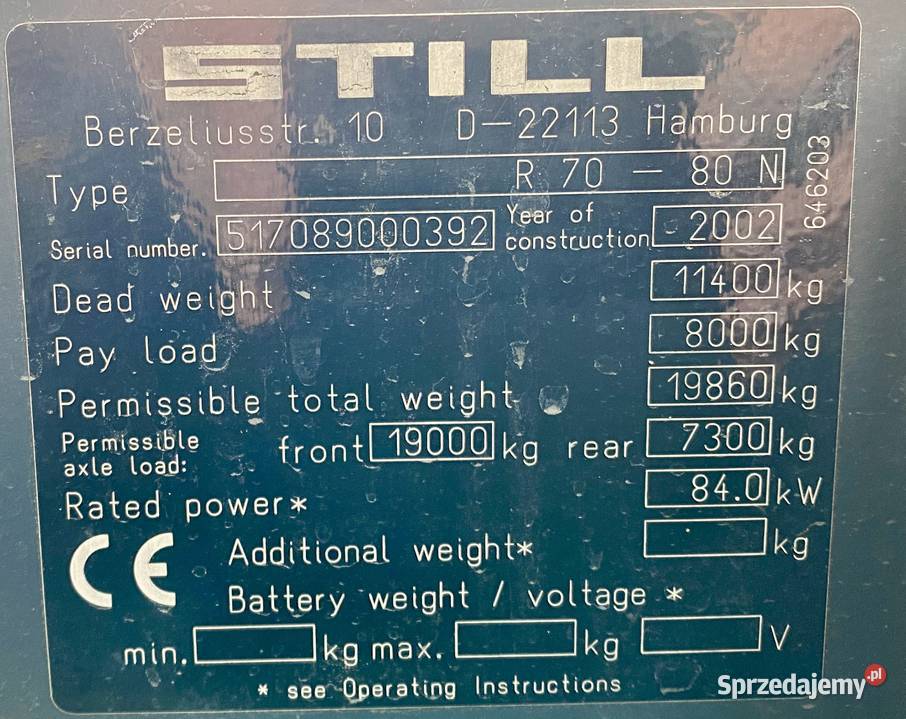 STILL
Berzeliusstr. 10 D-22113 Hamburg
Type R 70 - 80 N
646203
Serial number. 517089000392 Year of construction 2002
Dead weight 11400 kg
Pay load 8000 kg
Permissible total weight 19860 kg
Permissible axle load: front 19000 kg rear 7300 kg
Rated power* 84.0 kW
CE Additional weight* kg
Battery weight / voltage *
min. kg max. kg V
* see Operating Instructions
Sprzedajemy.pl